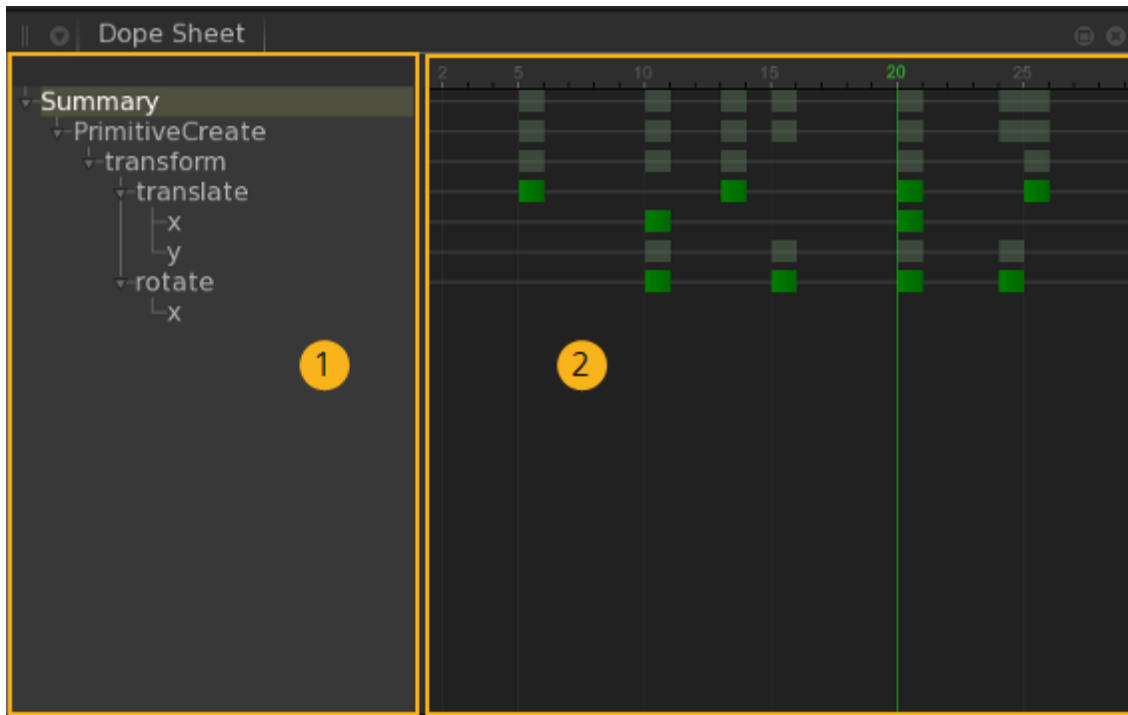 Dope Sheet
2 5 10 15 20 25
Summary
PrimitiveCreate
transform
translate
x
y
rotate
x
1 2